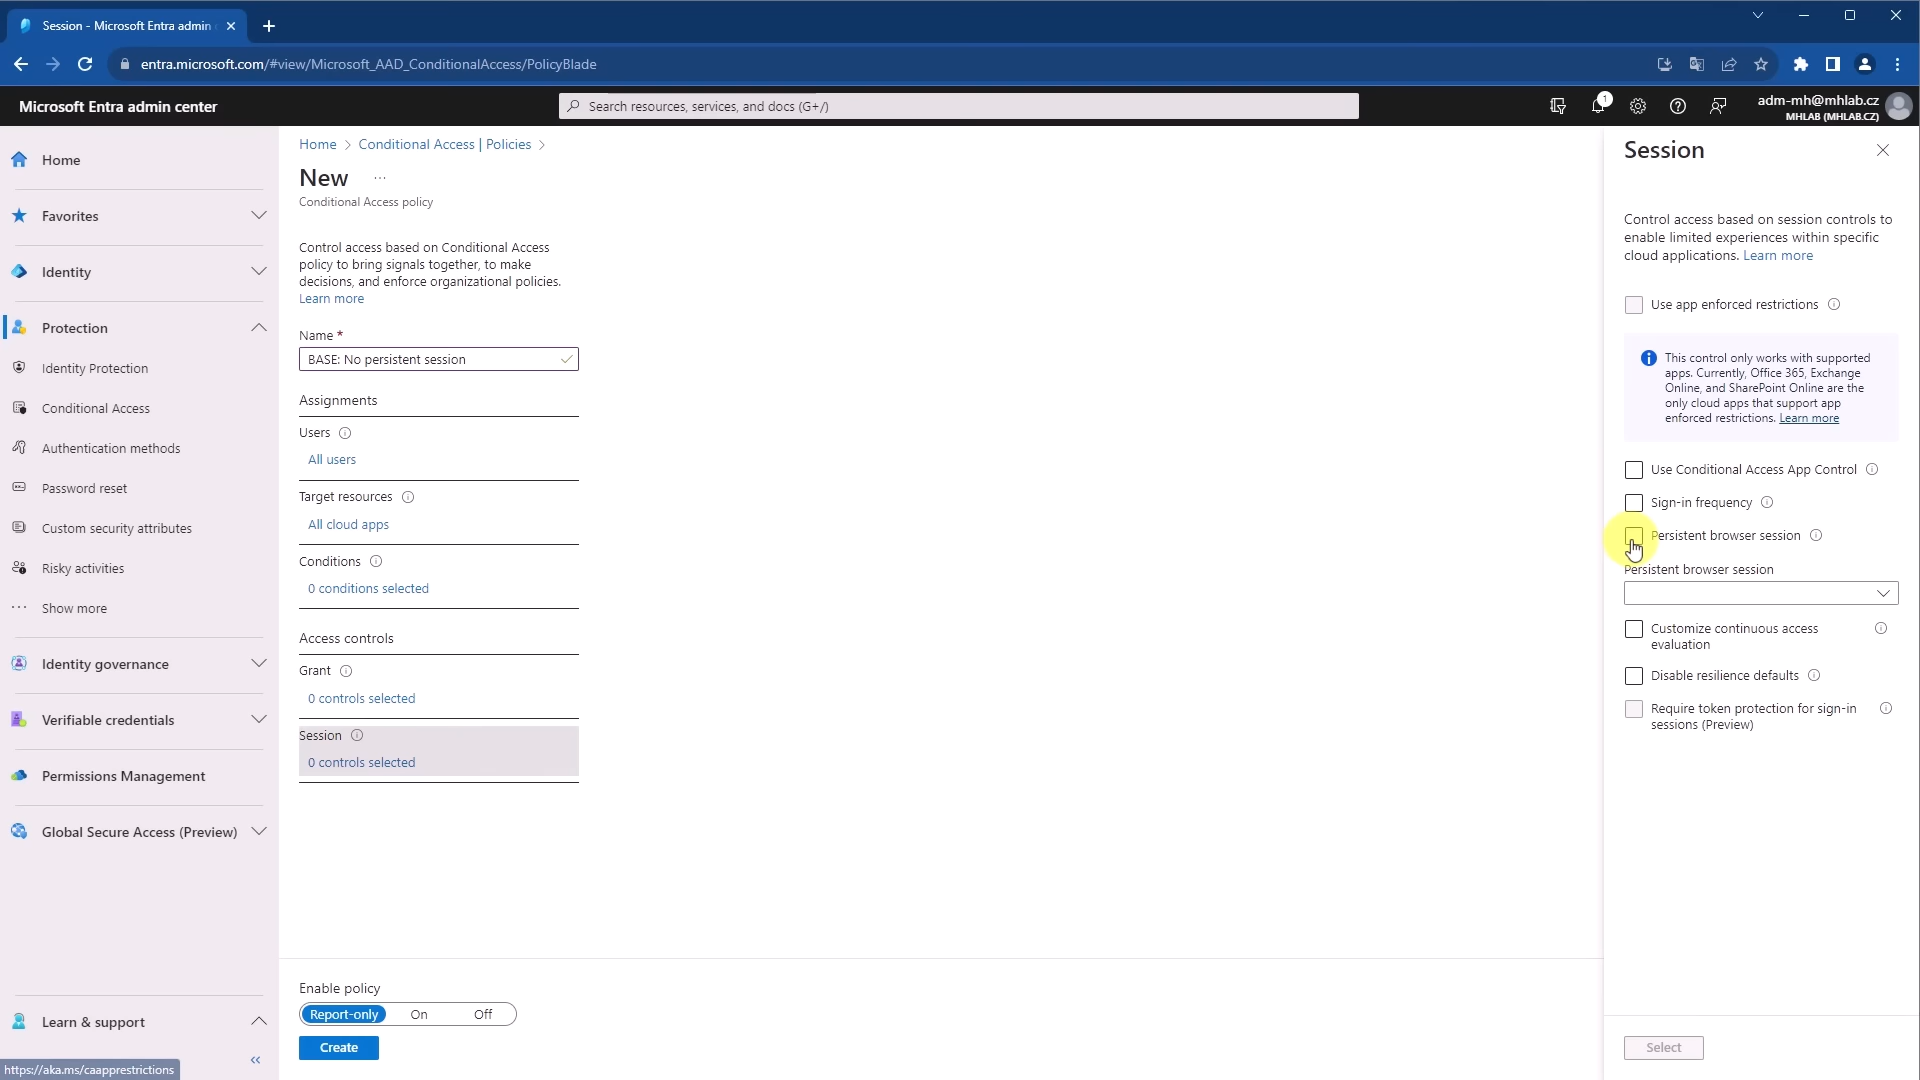 Session - Microsoft Entra admin
entra.microsoft.com/#view/Microsoft_AAD_ConditionalAccess/PolicyBlade
Microsoft Entra admin center
Search resources, services, and docs (G+/)
1
adm-mh@mhlab.cz
MHLAB (MHLAB.CZ)
Home
Favorites
Identity
Protection
Identity Protection
Conditional Access
Authentication methods
Password reset
Custom security attributes
Risky activities
Show more
Identity governance
Verifiable credentials
Permissions Management
Global Secure Access (Preview)
Learn & support
https://aka.ms/caapprestrictions
Home > Conditional Access | Policies >
New ...
Conditional Access policy
Control access based on Conditional Access
policy to bring signals together, to make
decisions, and enforce organizational policies.
Learn more
Name *
BASE: No persistent session
Assignments
Users
All users
Target resources
All cloud apps
Conditions
0 conditions selected
Access controls
Grant
0 controls selected
Session
0 controls selected
Enable policy
Report-only On Off
Create
Session
Control access based on session controls to
enable limited experiences within specific
cloud applications. Learn more
Use app enforced restrictions
This control only works with supported
apps. Currently, Office 365, Exchange
Online, and SharePoint Online are the
only cloud apps that support app
enforced restrictions. Learn more
Use Conditional Access App Control
Sign-in frequency
Persistent browser session
Persistent browser session
Customize continuous access
evaluation
Disable resilience defaults
Require token protection for sign-in
sessions (Preview)
Select